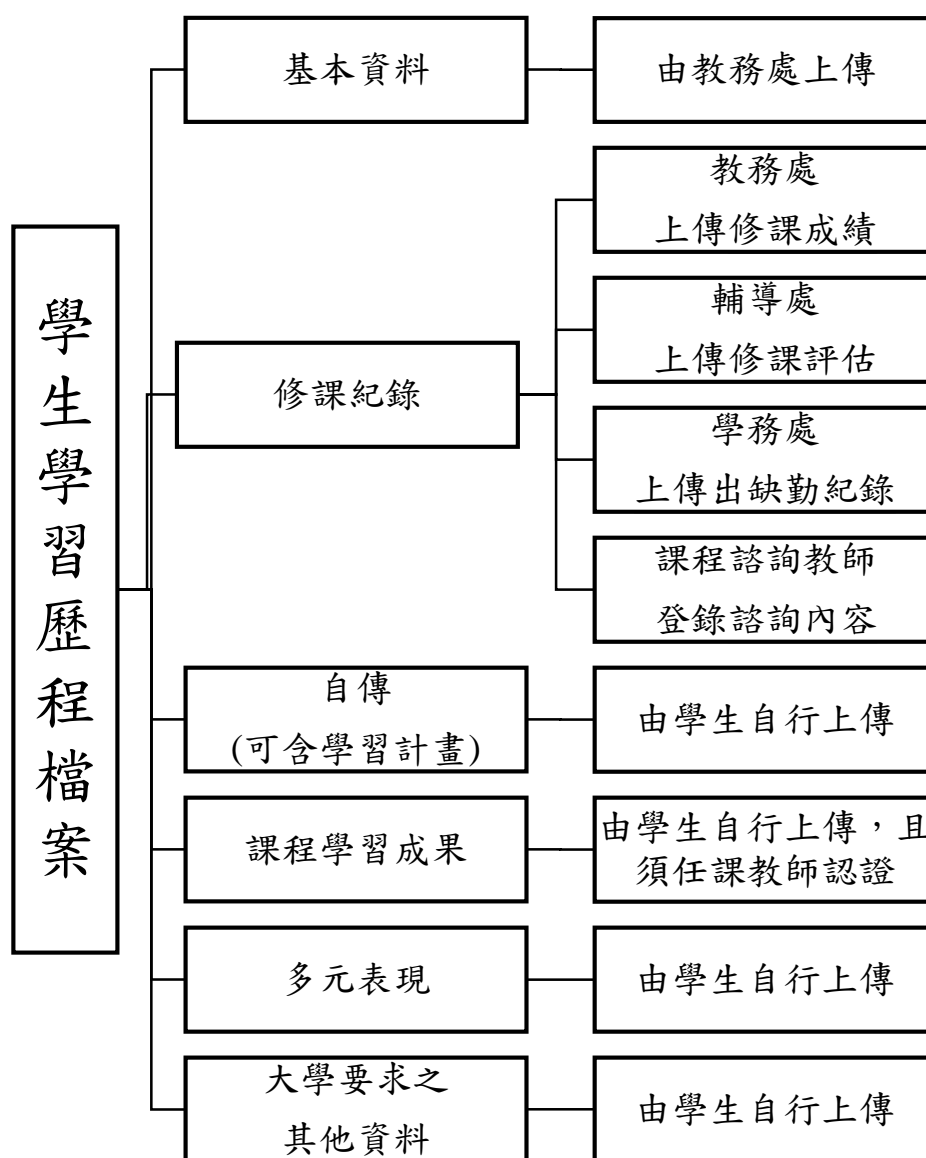 學生學習歷程檔案
基本資料
由教務處上傳
修課紀錄
教務處
上傳修課成績
輔導處
上傳修課評估
學務處
上傳出缺勤紀錄
課程諮詢教師
登錄諮詢內容
自傳
(可含學習計畫)
由學生自行上傳
課程學習成果
由學生自行上傳，且
須任課教師認證
多元表現
由學生自行上傳
大學要求之
其他資料
由學生自行上傳